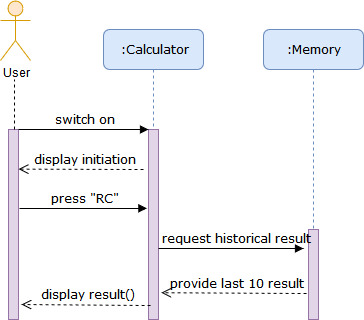 :Calculator
:Memory
User
switch on
display initiation
press "RC"
request historical result
provide last 10 result
display result()